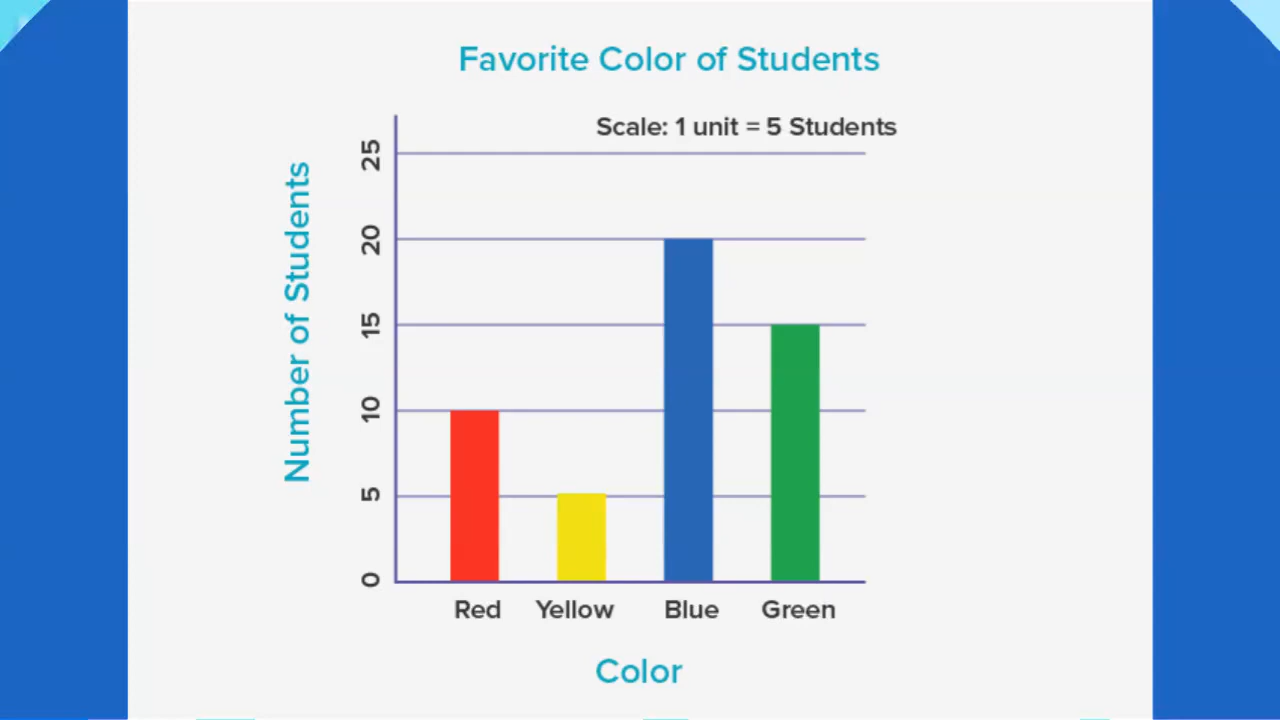 Favorite Color of Students
Scale: 1 unit = 5 Students
Number of Students
25
20
15
10
5
0
Red Yellow Blue Green
Color